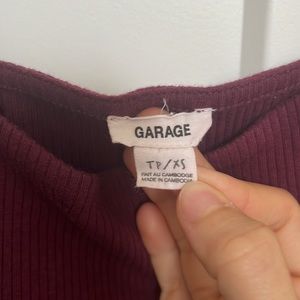 GARAGE
TP/XS
FAIT AU CAMBODGE
MADE IN CAMBODIA